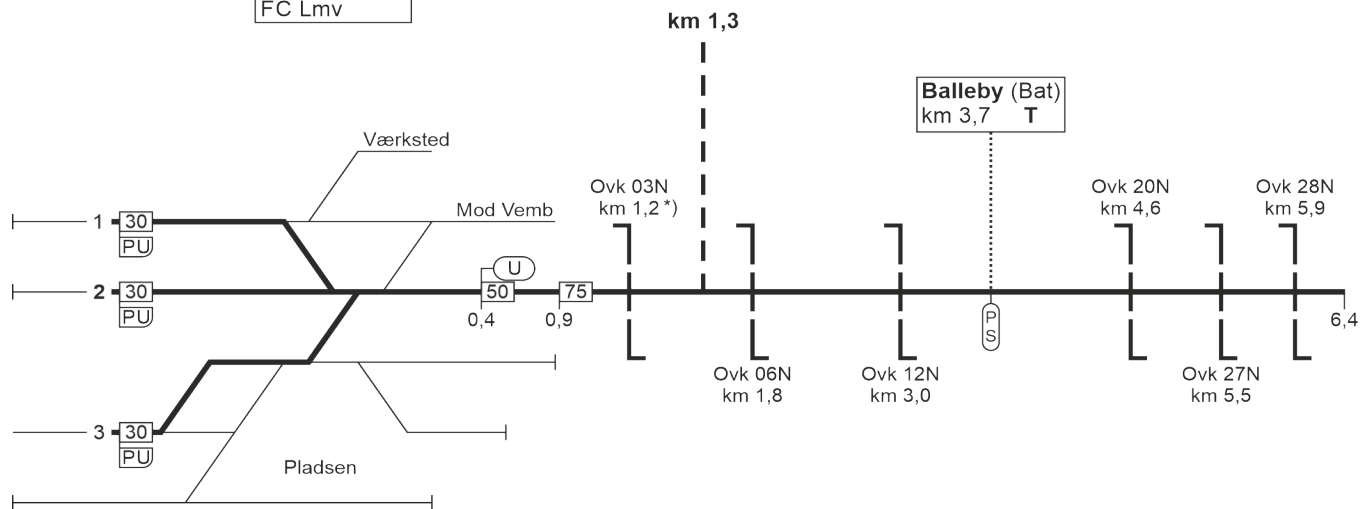 FC Lmv
km 1,3
Balleby (Bat)
km 3,7 T
Værksted
Ovk 03N
km 1,2 *)
Ovk 20N
km 4,6
Ovk 28N
km 5,9
Mod Vemb
1 30
PU
U
2 30
PU
50
75
0,4
0,9
P
S
6,4
Ovk 06N
km 1,8
Ovk 12N
km 3,0
Ovk 27N
km 5,5
3 30
PU
Pladsen